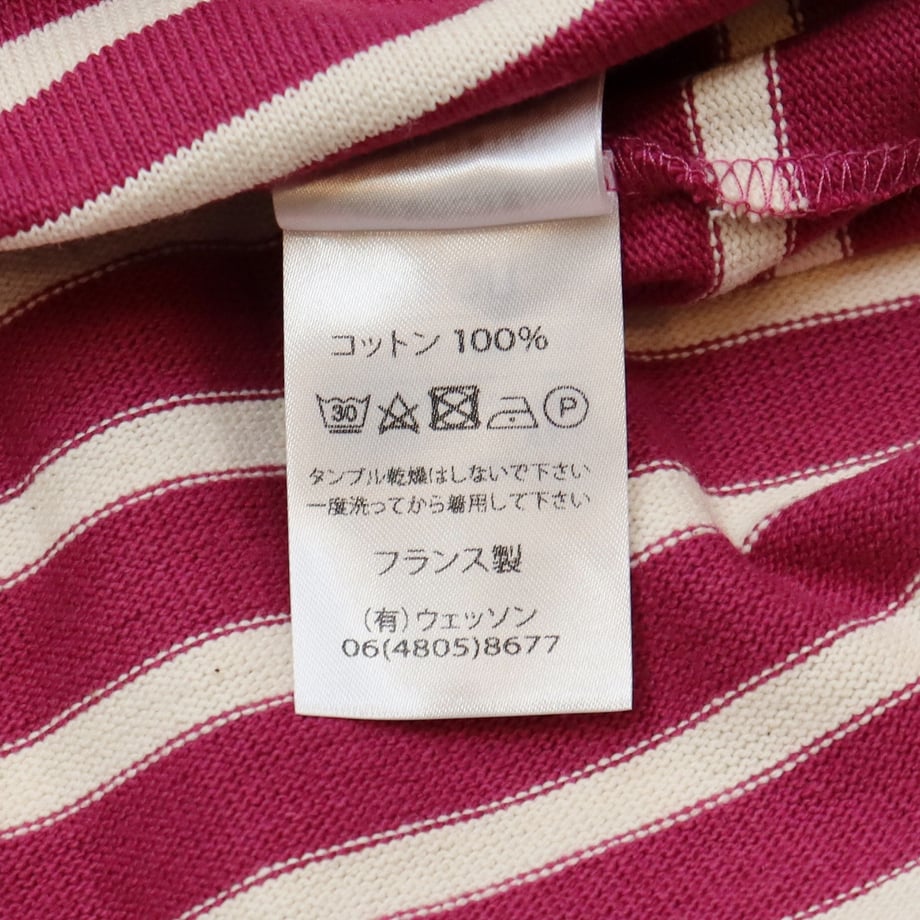 コットン 100%
30 P
タンブル乾燥はしないで下さい
一度洗ってから着用して下さい
フランス製
(有)ウェッソン
06(4805)8677